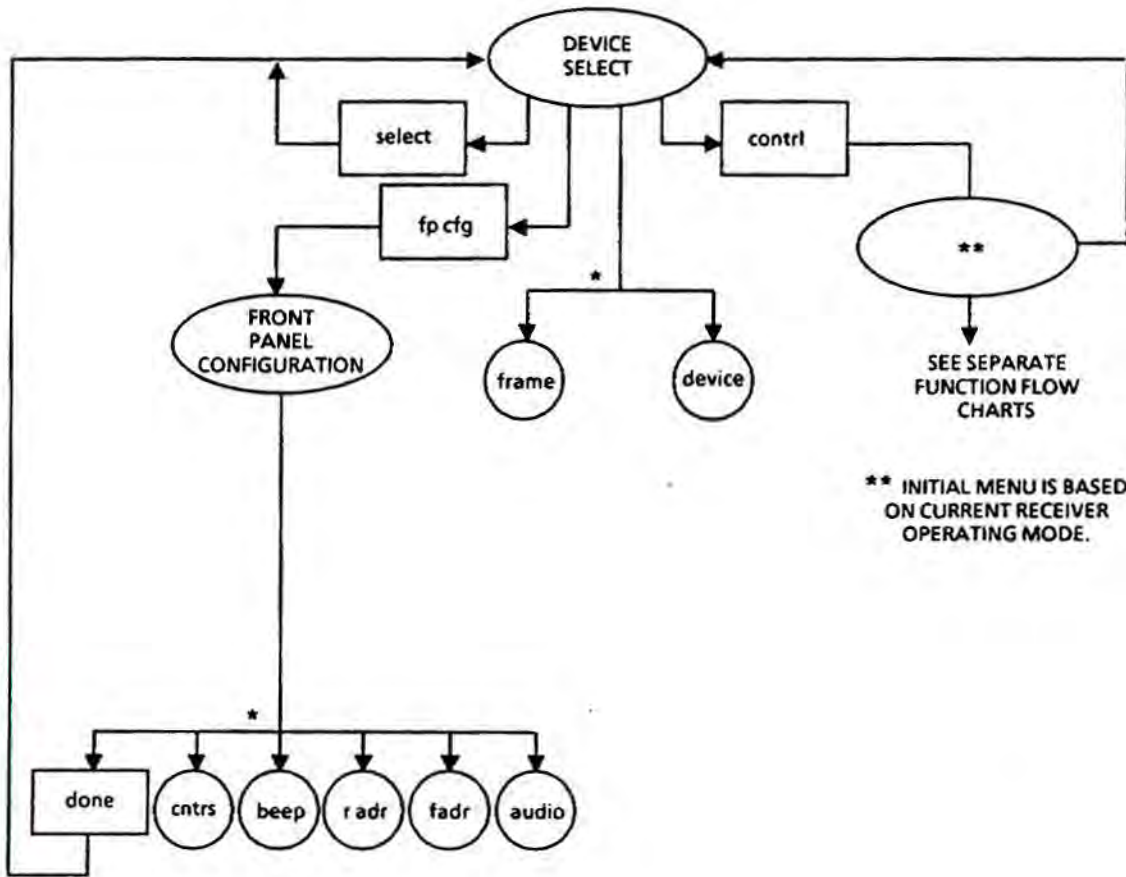 DEVICE
SELECT
select
contrl
fp cfg
**
*
FRONT
PANEL
CONFIGURATION
frame
device
SEE SEPARATE
FUNCTION FLOW
CHARTS
** INITIAL MENU IS BASED
ON CURRENT RECEIVER
OPERATING MODE.
*
done
cntrs
beep
r adr
fadr
audio